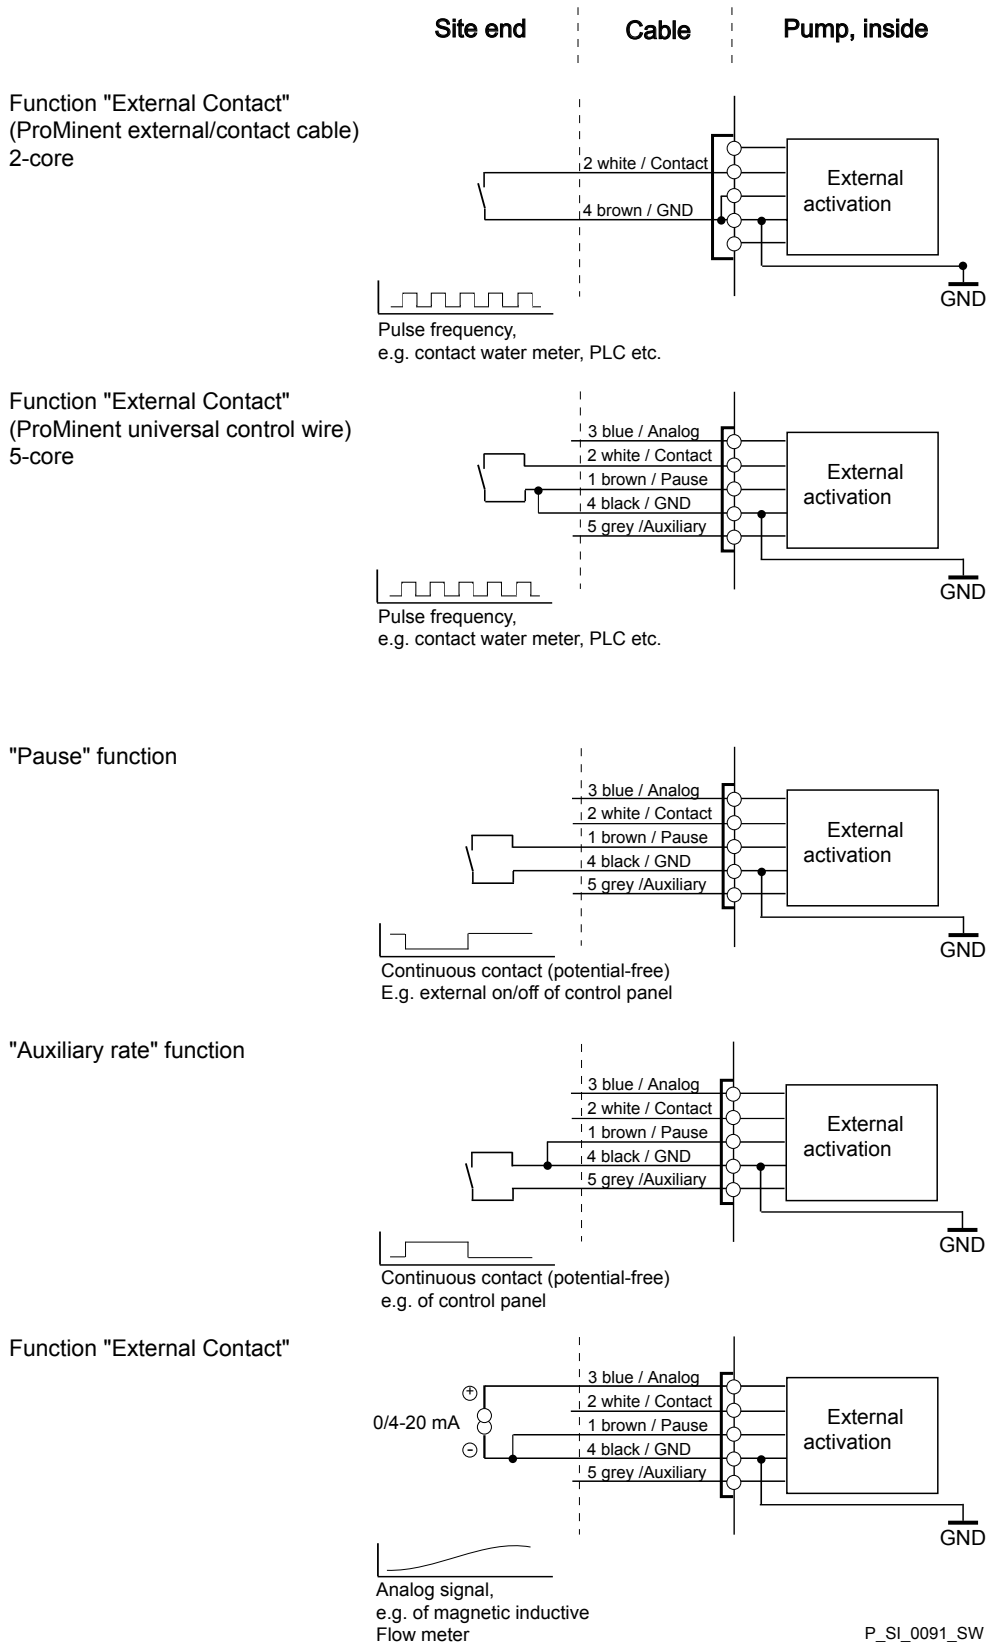 Site end Cable Pump, inside
Function "External Contact"
(ProMinent external/contact cable)
2-core
2 white / Contact
4 brown / GND
External
activation
GND
Pulse frequency,
e.g. contact water meter, PLC etc.
Function "External Contact"
(ProMinent universal control wire)
5-core
3 blue / Analog
2 white / Contact
1 brown / Pause
4 black / GND
5 grey /Auxiliary
External
activation
GND
Pulse frequency,
e.g. contact water meter, PLC etc.
"Pause" function
3 blue / Analog
2 white / Contact
1 brown / Pause
4 black / GND
5 grey /Auxiliary
External
activation
GND
Continuous contact (potential-free)
E.g. external on/off of control panel
"Auxiliary rate" function
3 blue / Analog
2 white / Contact
1 brown / Pause
4 black / GND
5 grey /Auxiliary
External
activation
GND
Continuous contact (potential-free)
e.g. of control panel
Function "External Contact"
3 blue / Analog
2 white / Contact
1 brown / Pause
4 black / GND
5 grey /Auxiliary
+
0/4-20 mA
-
External
activation
GND
Analog signal,
e.g. of magnetic inductive
Flow meter
P_SI_0091_SW